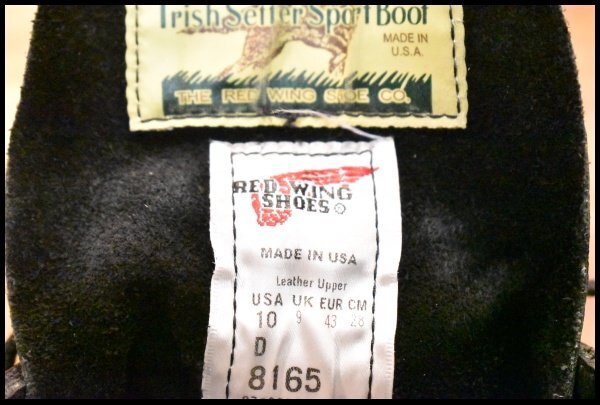 Irish Setter Sport Boot
MADE IN
U.S.A.
THE RED WING SHOE CO.
RED WING
SHOES
MADE IN USA
Leather Upper
USA UK EUR CM
10 9 43 28
D
8165